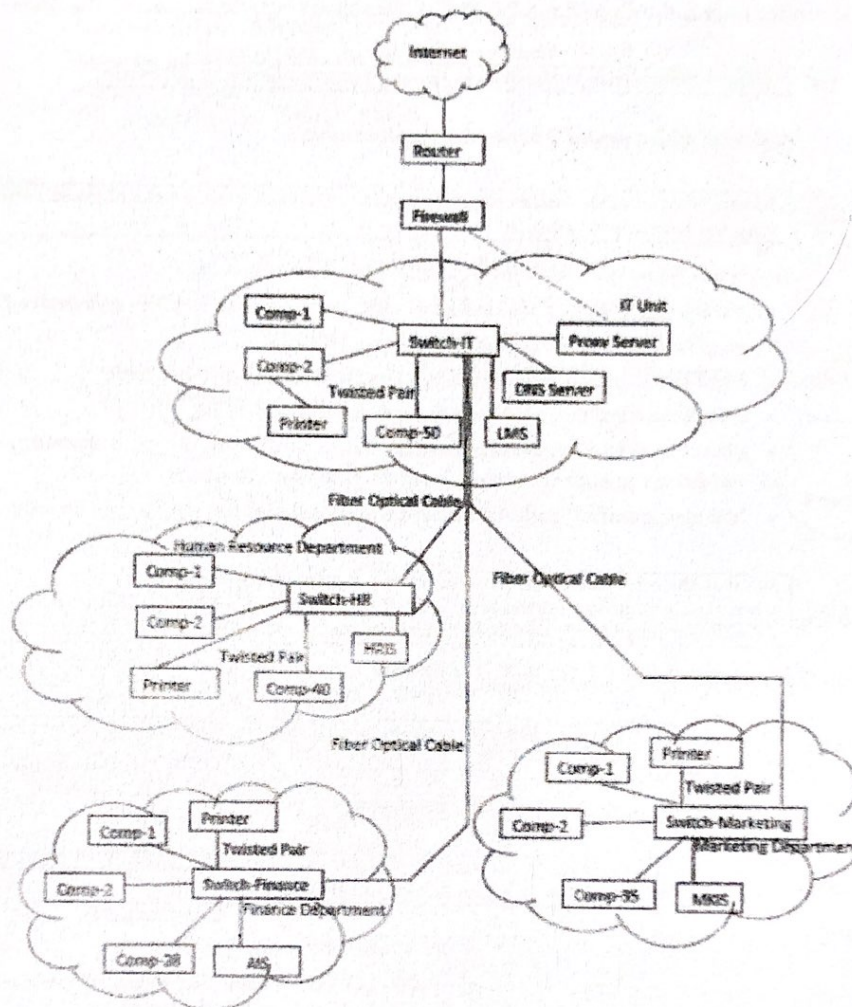 Internet
Router
Firewall
IT Unit
Comp-1
Switch-IT
Proxy Server
Comp-2
DNS Server
Twisted Pair
Printer
Comp-50
LMS
Fiber Optical Cable
Human Resource Department
Comp-1
Fiber Optical Cable
Switch-HR
Comp-2
HRIS
Twisted Pair
Printer
Comp-40
Fiber Optical Cable
Printer
Comp-1
Twisted Pair
Printer
Comp-1
Comp-2
Switch-Marketing
Twisted Pair
Marketing Department
Comp-2
Switch-Finance
Comp-35
MKIS
Finance Department
Comp-28
AIS